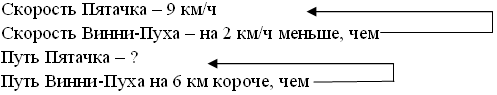 Скорость Пятачка – 9 км/ч
Скорость Винни-Пуха – на 2 км/ч меньше, чем
Путь Пятачка – ?
Путь Винни-Пуха на 6 км короче, чем